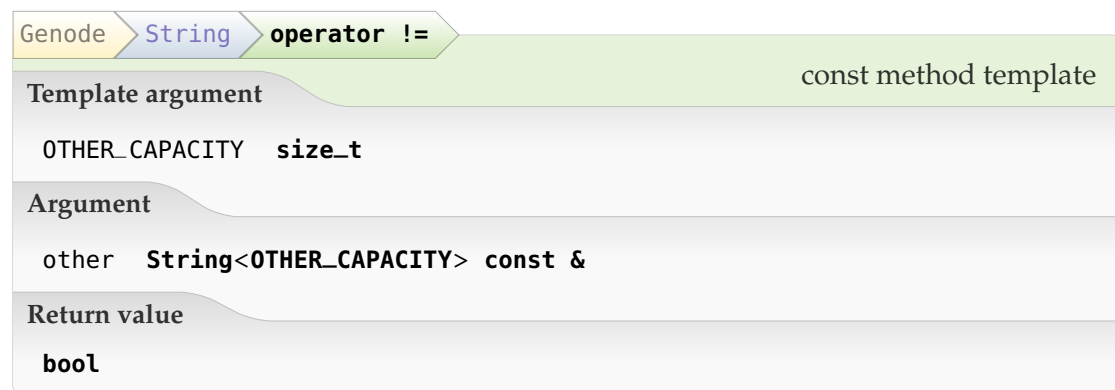 Genode String operator !=
const method template
Template argument
OTHER_CAPACITY size_t
Argument
other String<OTHER_CAPACITY> const &
Return value
bool